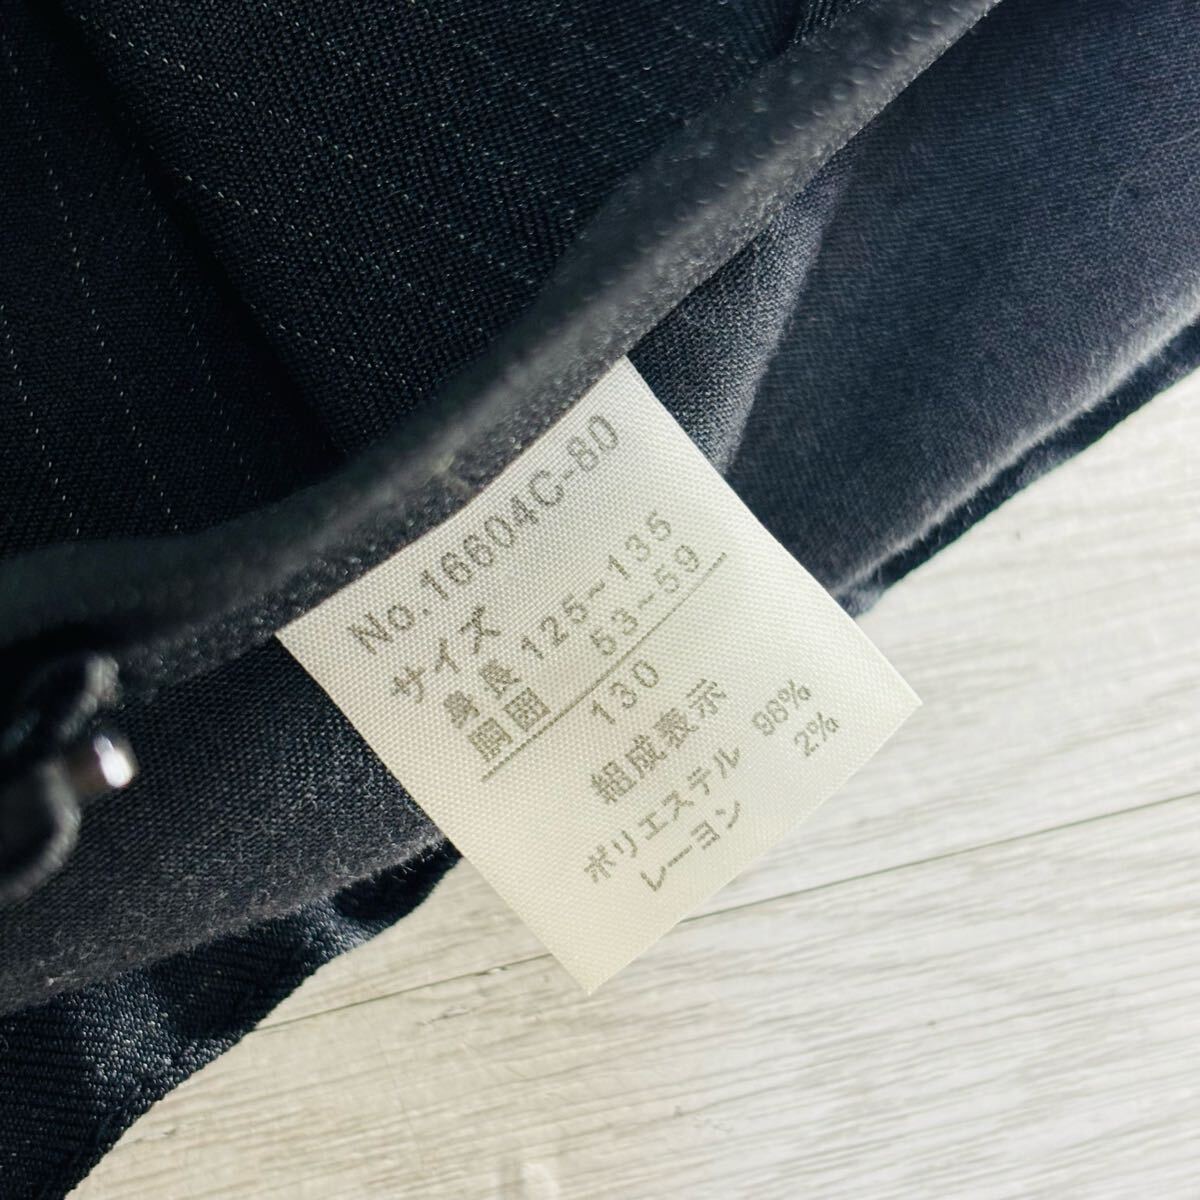 No.16604C-80
サイズ
身長 125~135
胴囲 53~59
130
組成表示
ポリエステル 98%
レーヨン 2%